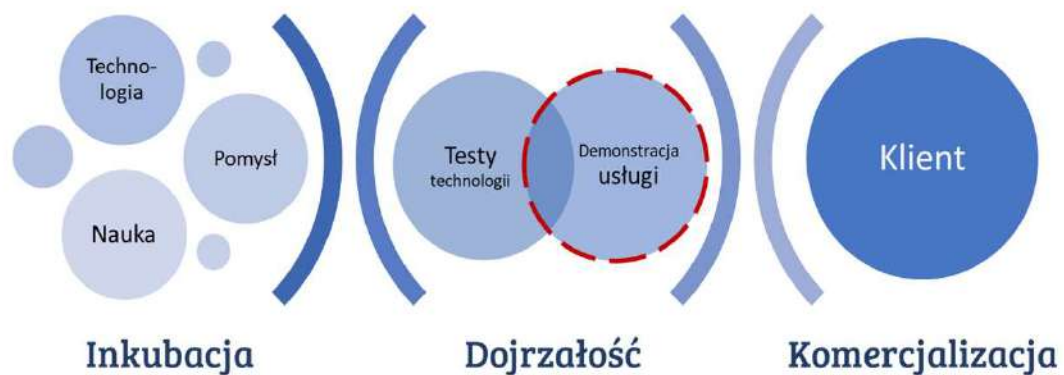 Techno-
logia
Pomysł
Nauka
Testy
technologii
Demonstracja
usługi
Klient
Inkubacja
Dojrzałość
Komercjalizacja